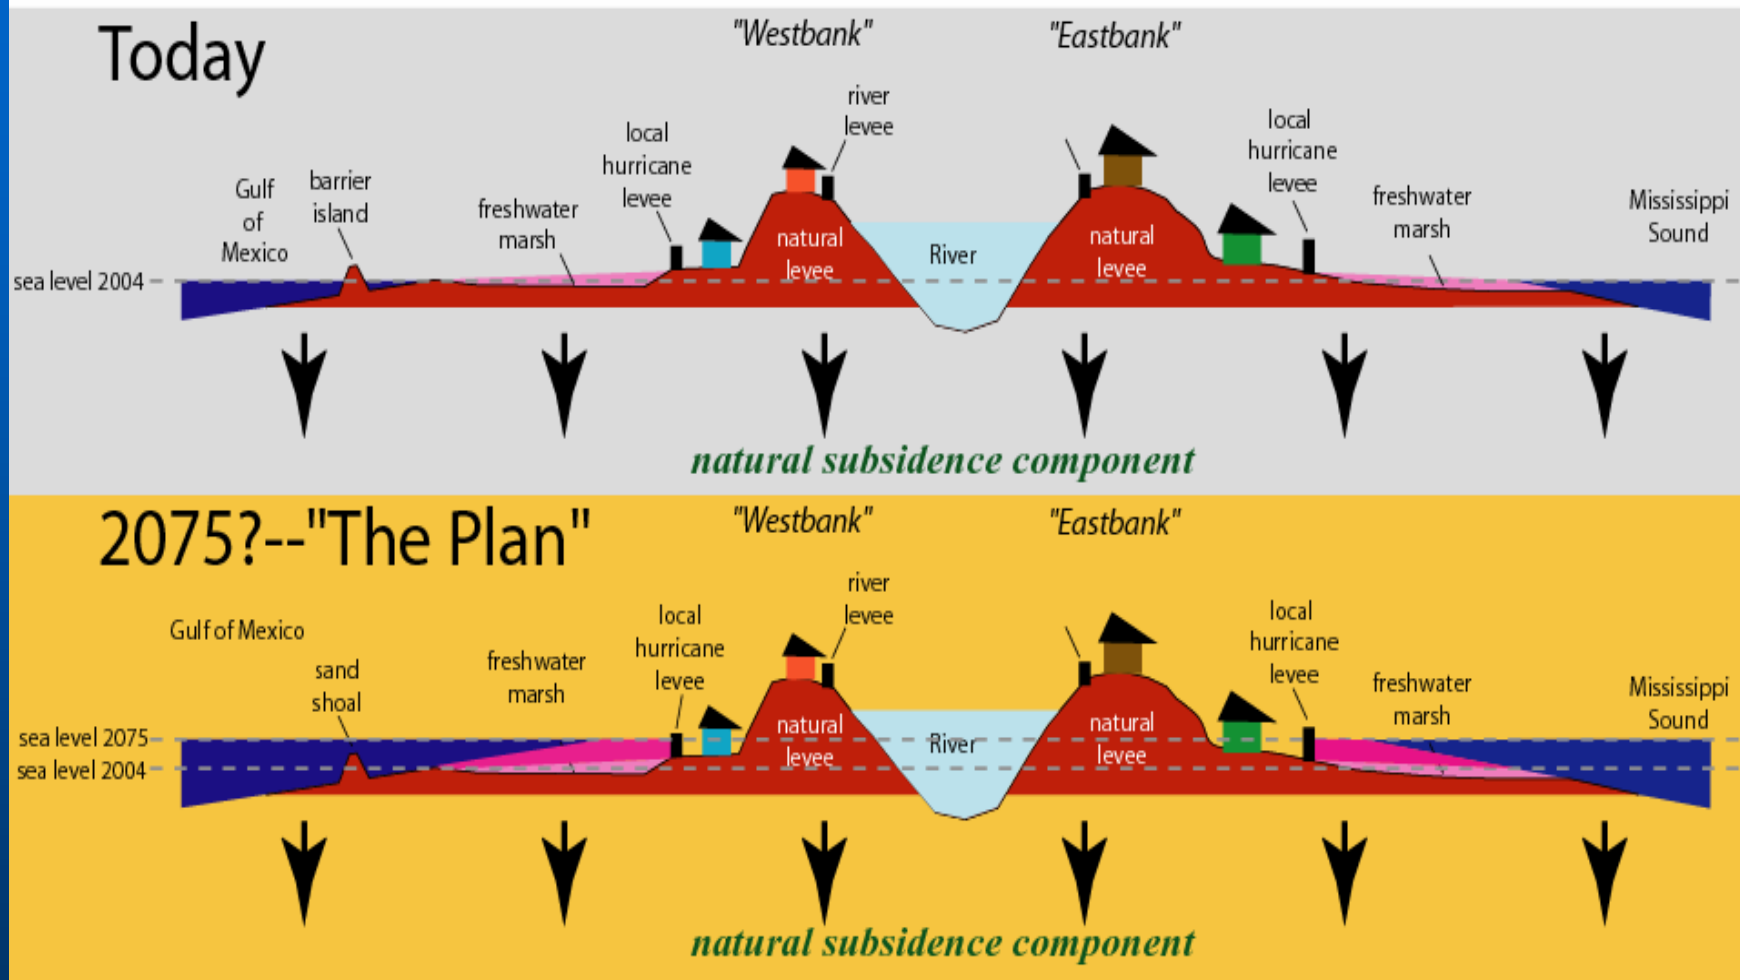 Today
"Westbank"
"Eastbank"
river
levee
local
hurricane
levee
local
hurricane
levee
Gulf
of
Mexico
barrier
island
freshwater
marsh
freshwater
marsh
Mississippi
Sound
natural
levee
River
natural
levee
sea level 2004
natural subsidence component
2075?--"The Plan"
"Westbank"
"Eastbank"
river
levee
local
hurricane
levee
local
hurricane
levee
Gulf of Mexico
sand
shoal
freshwater
marsh
freshwater
marsh
Mississippi
Sound
natural
levee
River
natural
levee
sea level 2075
sea level 2004
natural subsidence component